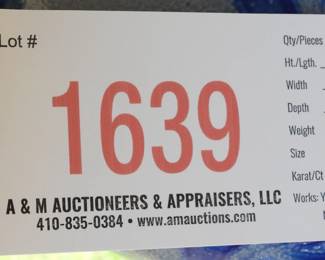 Lot #
1639
A & M AUCTIONEERS & APPRAISERS, LLC
410-835-0384 • www.amauctions.com
Qty/Pieces
Ht./Lgth.
Width
Depth
Weight
Size
Karat/Ct
Works: Y